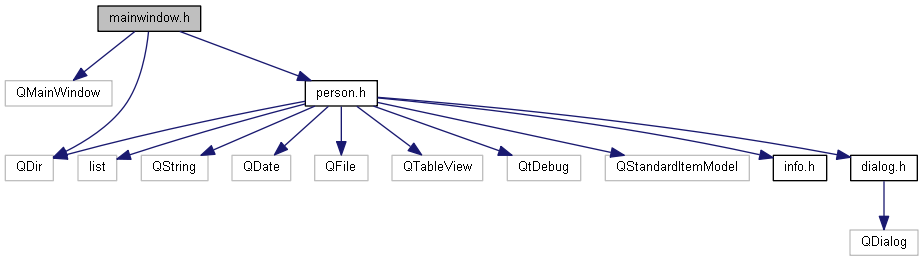 mainwindow.h
QMainWindow
person.h
QDir
list
QString
QDate
QFile
QTableView
QtDebug
QStandardItemModel
info.h
dialog.h
QDialog